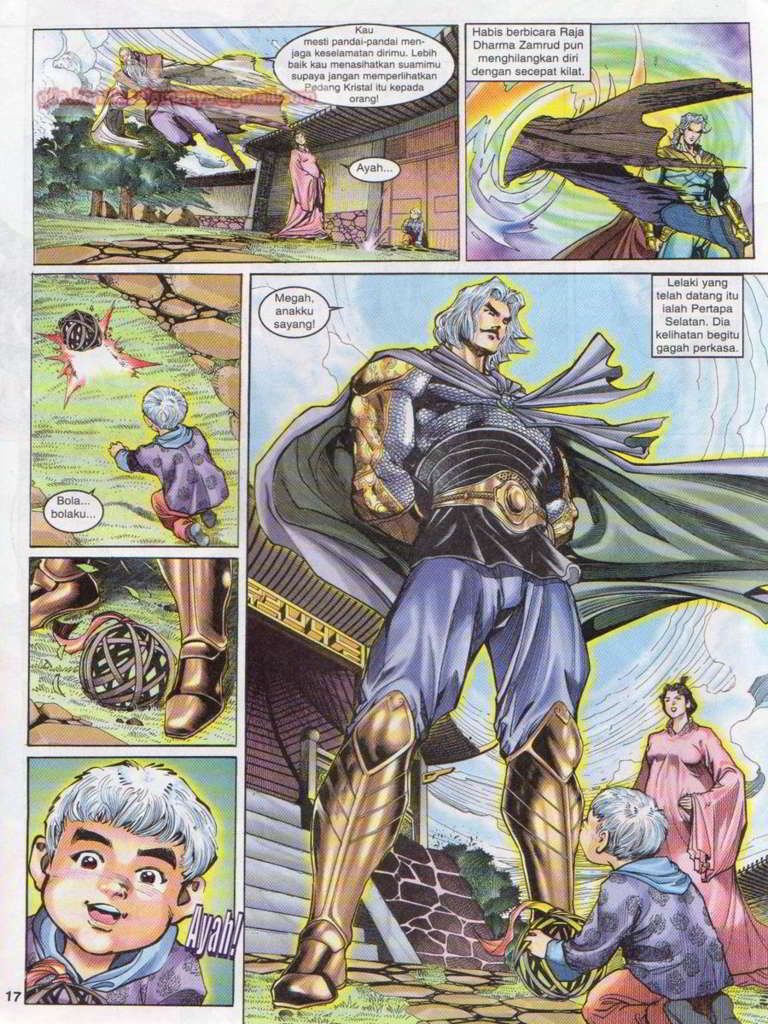 Kau
mesti pandai-pandai men-
jaga keselamatan dirimu. Lebih
baik kau menasihatkan suamimu
supaya jangan memperlihatkan
Pedang Kristal itu kepada
orang!
Ayah...
Habis berbicara Raja
Dharma Zamrud pun
menghilangkan diri
dengan secepat kilat.
Bola...
bolaku...
Ayah!
Megah,
anakku
sayang!
Lelaki yang
telah datang itu
ialah Pertapa
Selatan. Dia
kelihatan begitu
gagah perkasa.
17